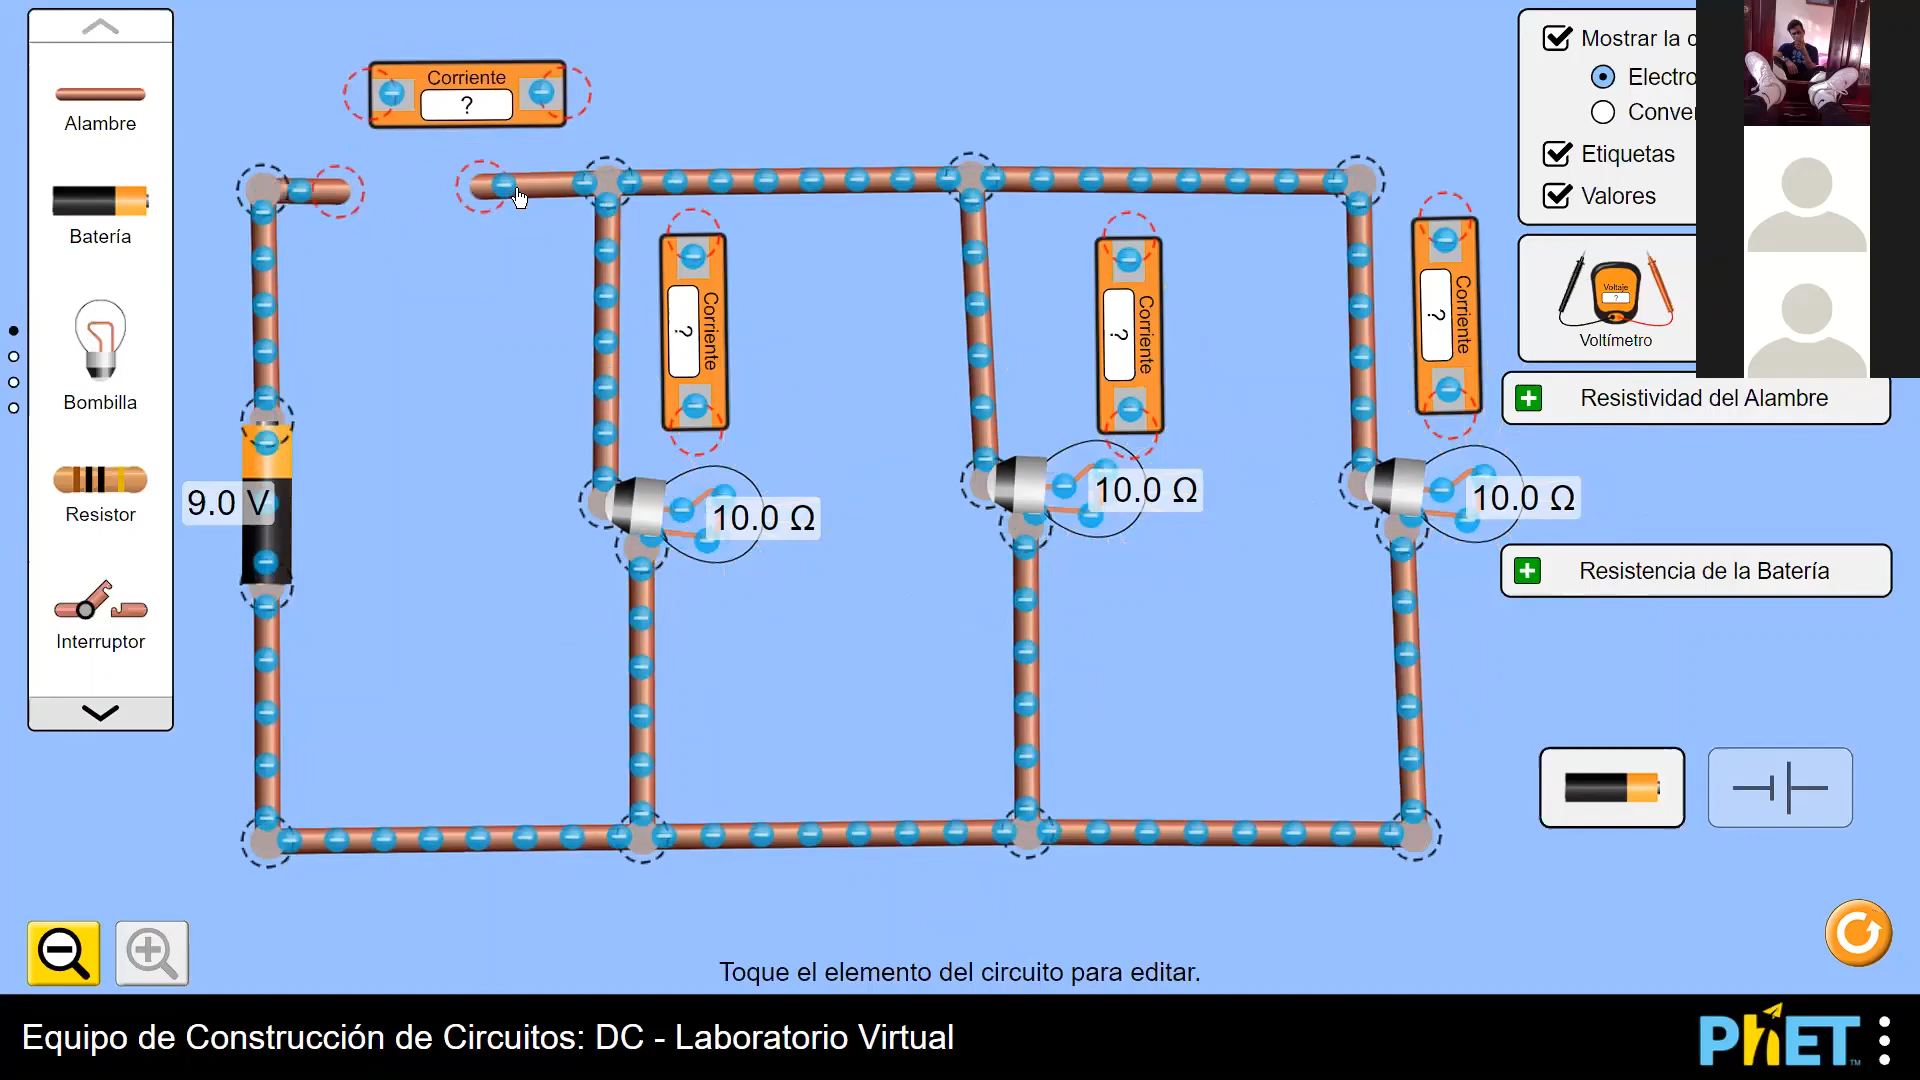 Alambre
Batería
Bombilla
Resistor
Interruptor
Corriente
?
Corriente
?
Corriente
?
Corriente
?
9.0 V
10.0 Ω
10.0 Ω
10.0 Ω
Mostrar la c
Electro
Conve
Etiquetas
Valores
Voltaje
?
Voltímetro
Resistividad del Alambre
Resistencia de la Batería
Toque el elemento del circuito para editar.
Equipo de Construcción de Circuitos: DC - Laboratorio Virtual
PhET